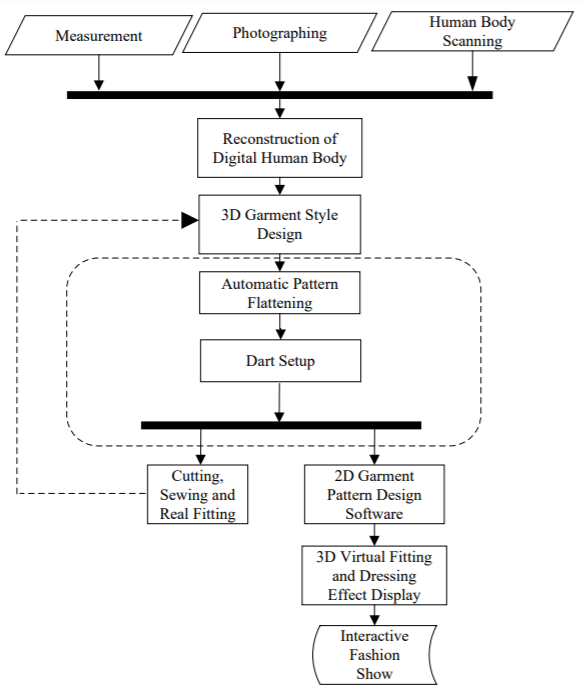 Measurement
Photographing
Human Body
Scanning
Reconstruction of
Digital Human Body
3D Garment Style
Design
Automatic Pattern
Flattening
Dart Setup
Cutting,
Sewing and
Real Fitting
2D Garment
Pattern Design
Software
3D Virtual Fitting
and Dressing
Effect Display
Interactive
Fashion
Show